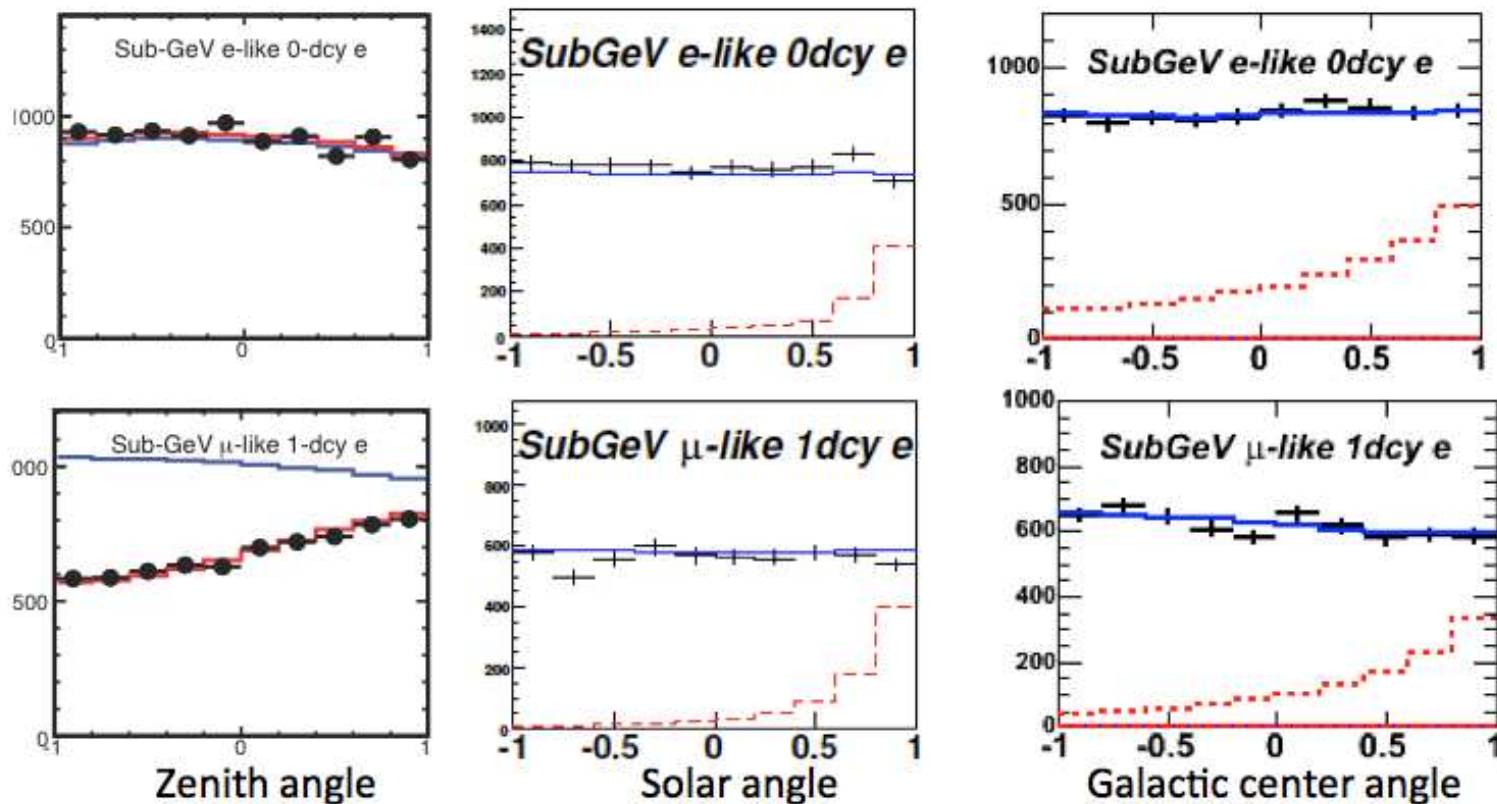 Sub-GeV e-like 0-dcy e
1000
500
0
-1 0 1
SubGeV e-like 0dcy e
1400
1200
1000
800
600
400
200
0
-1 -0.5 0 0.5 1
SubGeV e-like 0dcy e
1000
500
0
-1 -0.5 0 0.5 1
Sub-GeV μ-like 1-dcy e
000
500
0
-1 0 1
Zenith angle
SubGeV μ-like 1dcy e
1000
800
600
400
200
0
-1 -0.5 0 0.5 1
Solar angle
SubGeV μ-like 1dcy e
1000
800
600
400
200
0
-1 -0.5 0 0.5 1
Galactic center angle